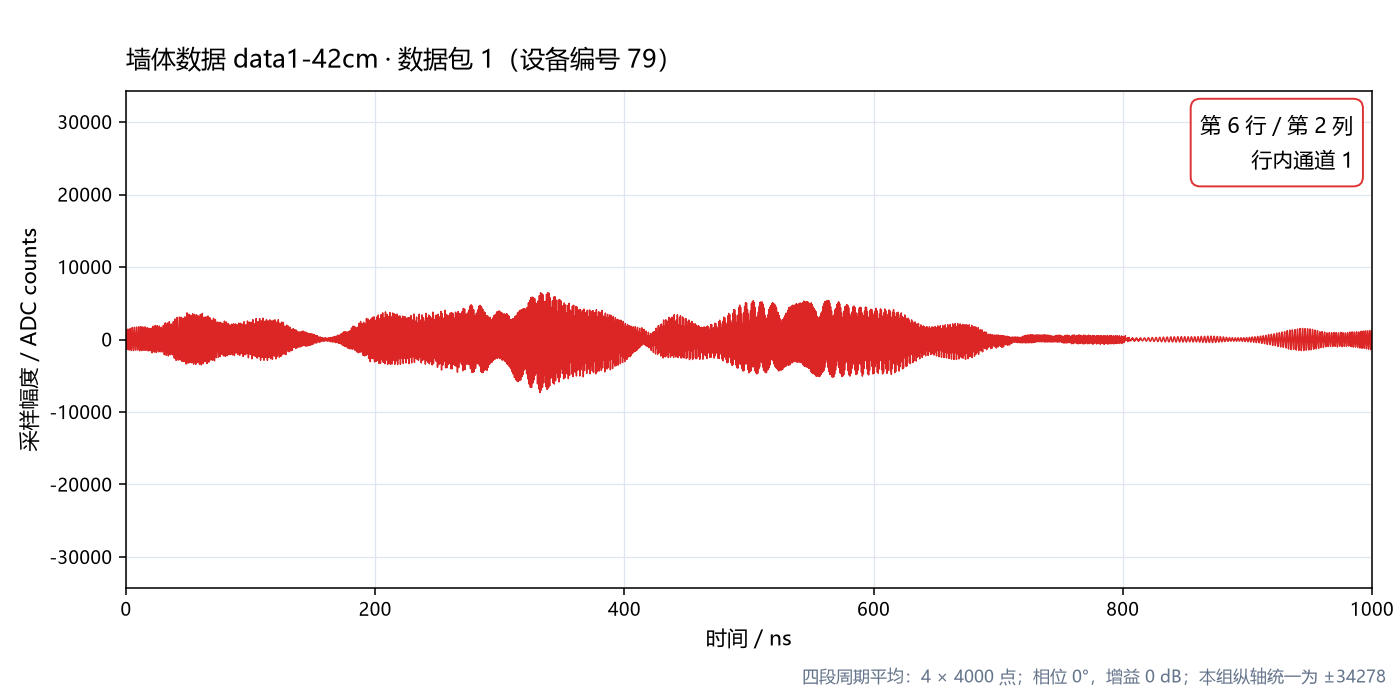 墙体数据 data1-42cm · 数据包 1（设备编号 79）
第 6 行 / 第 2 列
行内通道 1
采样幅度 / ADC counts
30000
20000
10000
0
-10000
-20000
-30000
0 200 400 600 800 1000
时间 / ns
四段周期平均：4 × 4000 点；相位 0°，增益 0 dB；本组纵轴统一为 ±34278